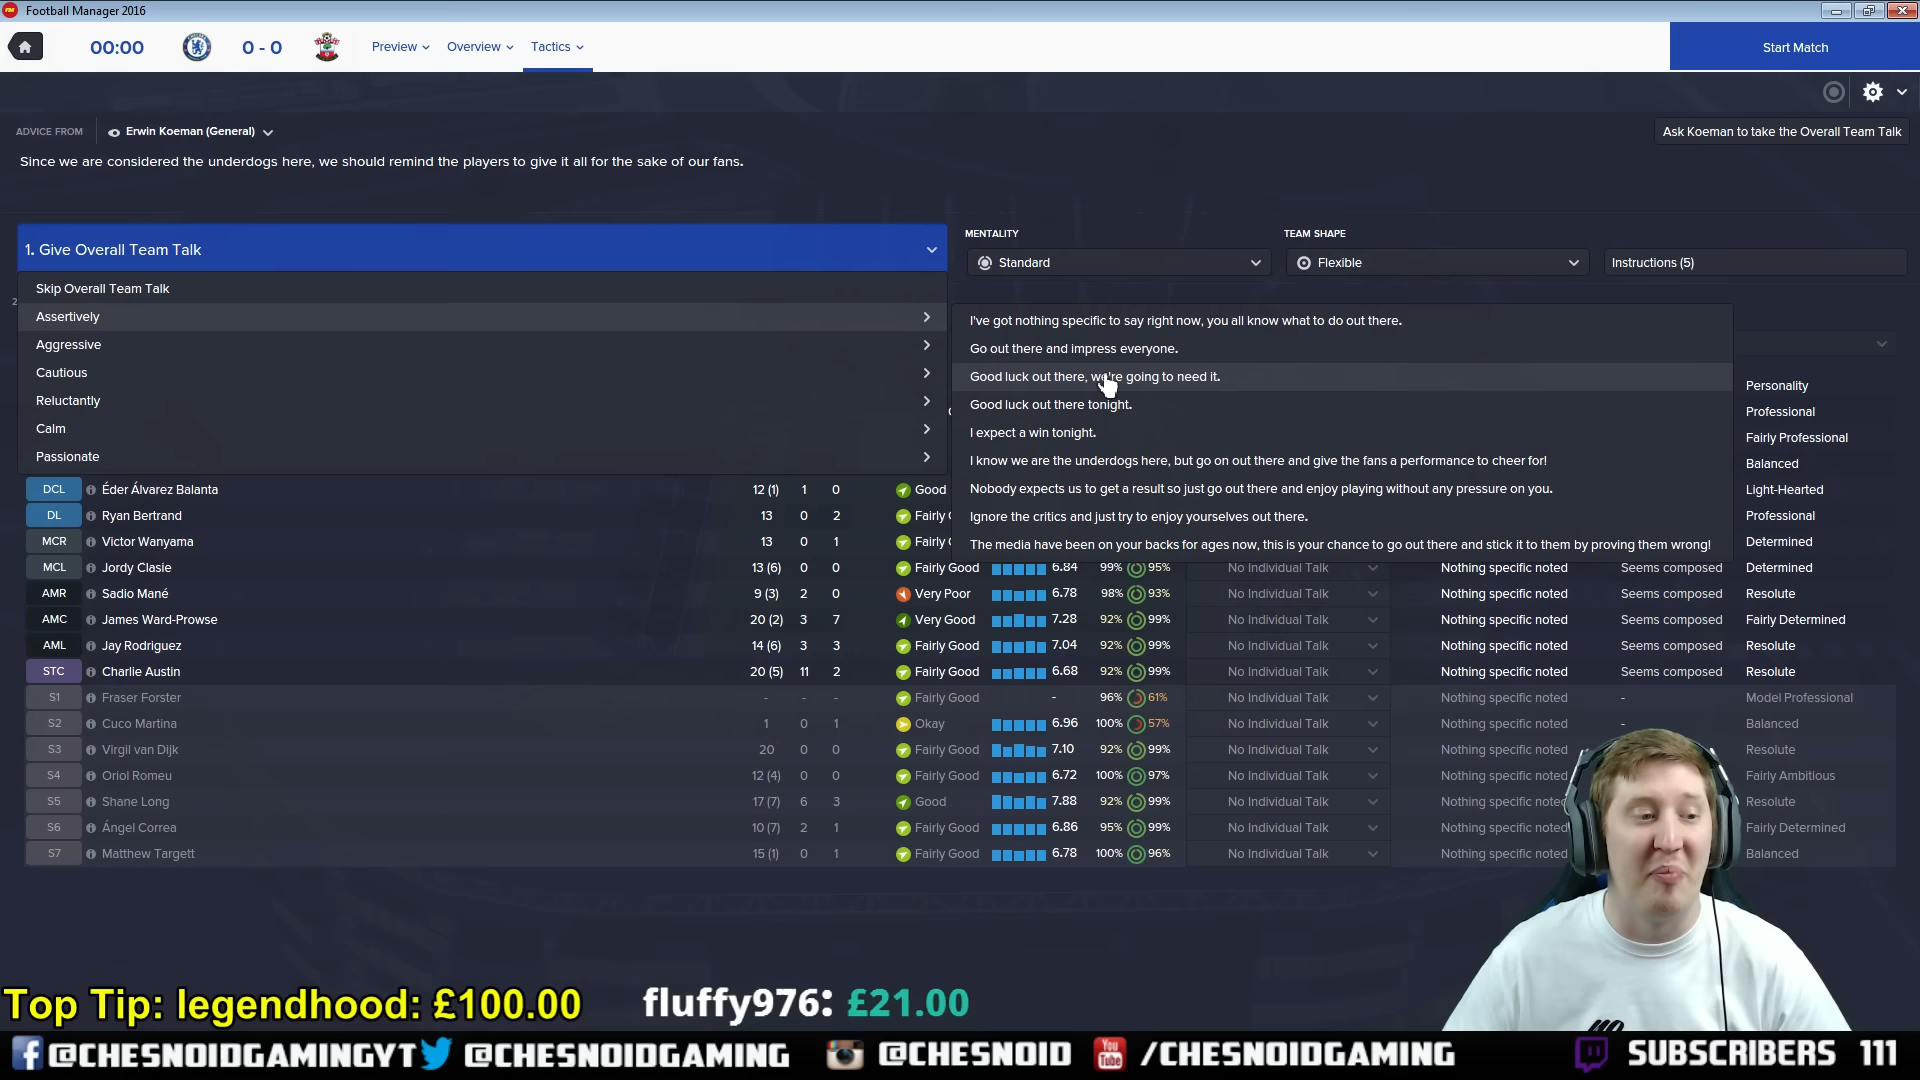 Football Manager 2016
00:00 0 - 0 Preview Overview Tactics Start Match
ADVICE FROM Erwin Koeman (General) Ask Koeman to take the Overall Team Talk
Since we are considered the underdogs here, we should remind the players to give it all for the sake of our fans.
MENTALITY TEAM SHAPE
1. Give Overall Team Talk Standard Flexible Instructions (5)
Skip Overall Team Talk
Assertively I've got nothing specific to say right now, you all know what to do out there.
Aggressive Go out there and impress everyone.
Cautious Good luck out there, we're going to need it. Personality
Reluctantly Good luck out there tonight. Professional
Calm I expect a win tonight. Fairly Professional
Passionate I know we are the underdogs here, but go on out there and give the fans a performance to cheer for! Balanced
DCL Éder Álvarez Balanta 12 (1) 1 0 Good Nobody expects us to get a result so just go out there and enjoy playing without any pressure on you. Light-Hearted
DL Ryan Bertrand 13 0 2 Fairly Ignore the critics and just try to enjoy yourselves out there. Professional
MCR Victor Wanyama 13 0 1 Fairly The media have been on your backs for ages now, this is your chance to go out there and stick it to them by proving them wrong! Determined
MCL Jordy Clasie 13 (6) 0 0 Fairly Good 6.84 99% 95% No Individual Talk Nothing specific noted Seems composed Determined
AMR Sadio Mané 9 (3) 2 0 Very Poor 6.78 98% 93% No Individual Talk Nothing specific noted Seems composed Resolute
AMC James Ward-Prowse 20 (2) 3 7 Very Good 7.28 92% 99% No Individual Talk Nothing specific noted Seems composed Fairly Determined
AML Jay Rodriguez 14 (6) 3 3 Fairly Good 7.04 92% 99% No Individual Talk Nothing specific noted Seems composed Resolute
STC Charlie Austin 20 (5) 11 2 Fairly Good 6.68 92% 99% No Individual Talk Nothing specific noted Seems composed Resolute
S1 Fraser Forster - - - Fairly Good - 96% 61% No Individual Talk Nothing specific noted - Model Professional
S2 Cuco Martina 1 0 1 Okay 6.96 100% 57% No Individual Talk Nothing specific noted - Balanced
S3 Virgil van Dijk 20 0 0 Fairly Good 7.10 92% 99% No Individual Talk Nothing specific noted Resolute
S4 Oriol Romeu 12 (4) 0 0 Fairly Good 6.72 100% 97% No Individual Talk Nothing specific noted Fairly Ambitious
S5 Shane Long 17 (7) 6 3 Good 7.88 92% 99% No Individual Talk Nothing specific noted Resolute
S6 Ángel Correa 10 (7) 2 1 Fairly Good 6.86 95% 99% No Individual Talk Nothing specific noted Fairly Determined
S7 Matthew Targett 15 (1) 0 1 Fairly Good 6.78 100% 96% No Individual Talk Nothing specific noted Balanced
Top Tip: legendhood: £100.00 fluffy976: £21.00
@CHESNOIDGAMINGYT @CHESNOIDGAMING @CHESNOID You Tube /CHESNOIDGAMING SUBSCRIBERS 111